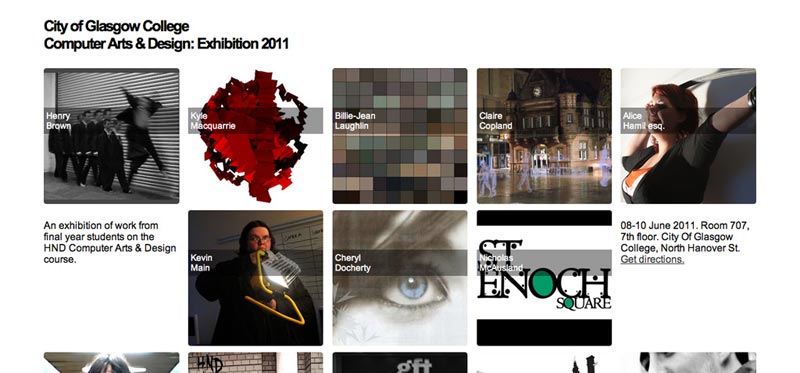 City of Glasgow College
Computer Arts & Design: Exhibition 2011
Henry
Brown
Kyle
Macquarrie
Billie-Jean
Laughlin
Claire
Copland
Alice
Hamil esq.
An exhibition of work from
final year students on the
HND Computer Arts & Design
course.
Kevin
Main
Cheryl
Docherty
Nicholas
McAusland
ST
ENOCH
SQUARE
08-10 June 2011. Room 707,
7th floor. City Of Glasgow
College, North Hanover St.
Get directions.
HND
gft